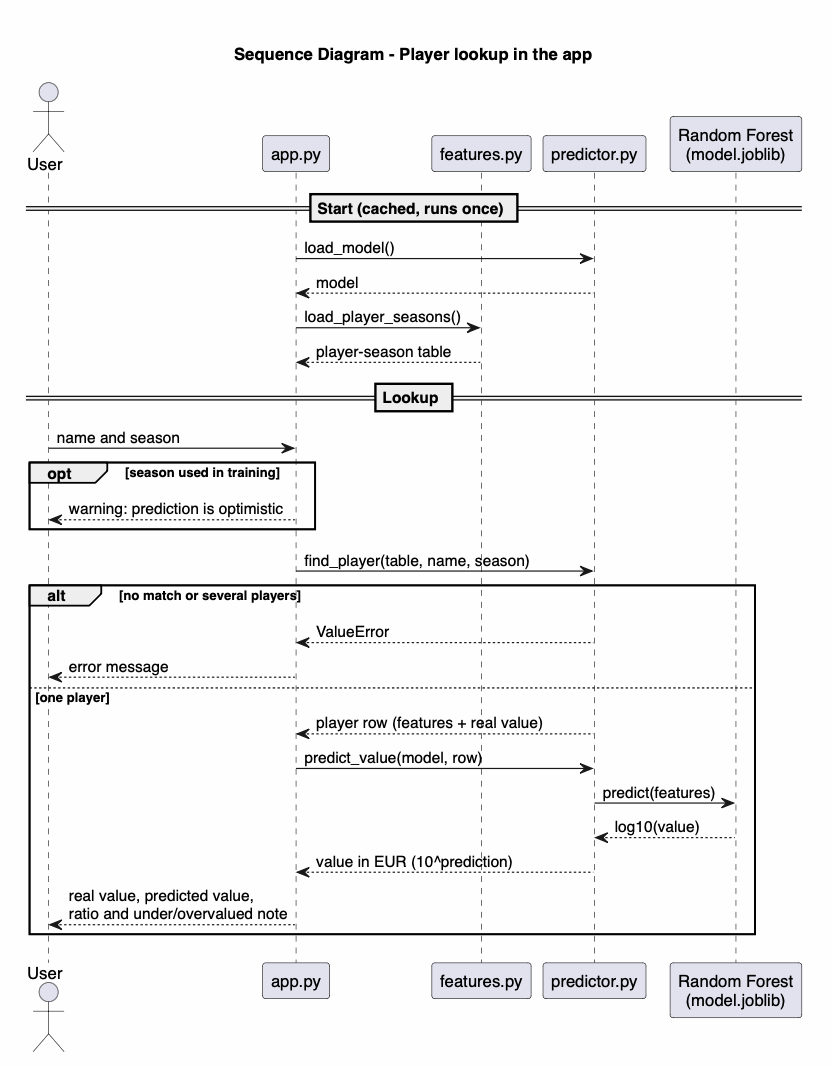 Sequence Diagram - Player lookup in the app
User
app.py
features.py
predictor.py
Random Forest
(model.joblib)
Start (cached, runs once)
load_model()
model
load_player_seasons()
player-season table
Lookup
name and season
opt
[season used in training]
warning: prediction is optimistic
find_player(table, name, season)
alt
[no match or several players]
ValueError
error message
[one player]
player row (features + real value)
predict_value(model, row)
predict(features)
log10(value)
value in EUR (10^prediction)
real value, predicted value,
ratio and under/overvalued note
User
app.py
features.py
predictor.py
Random Forest
(model.joblib)